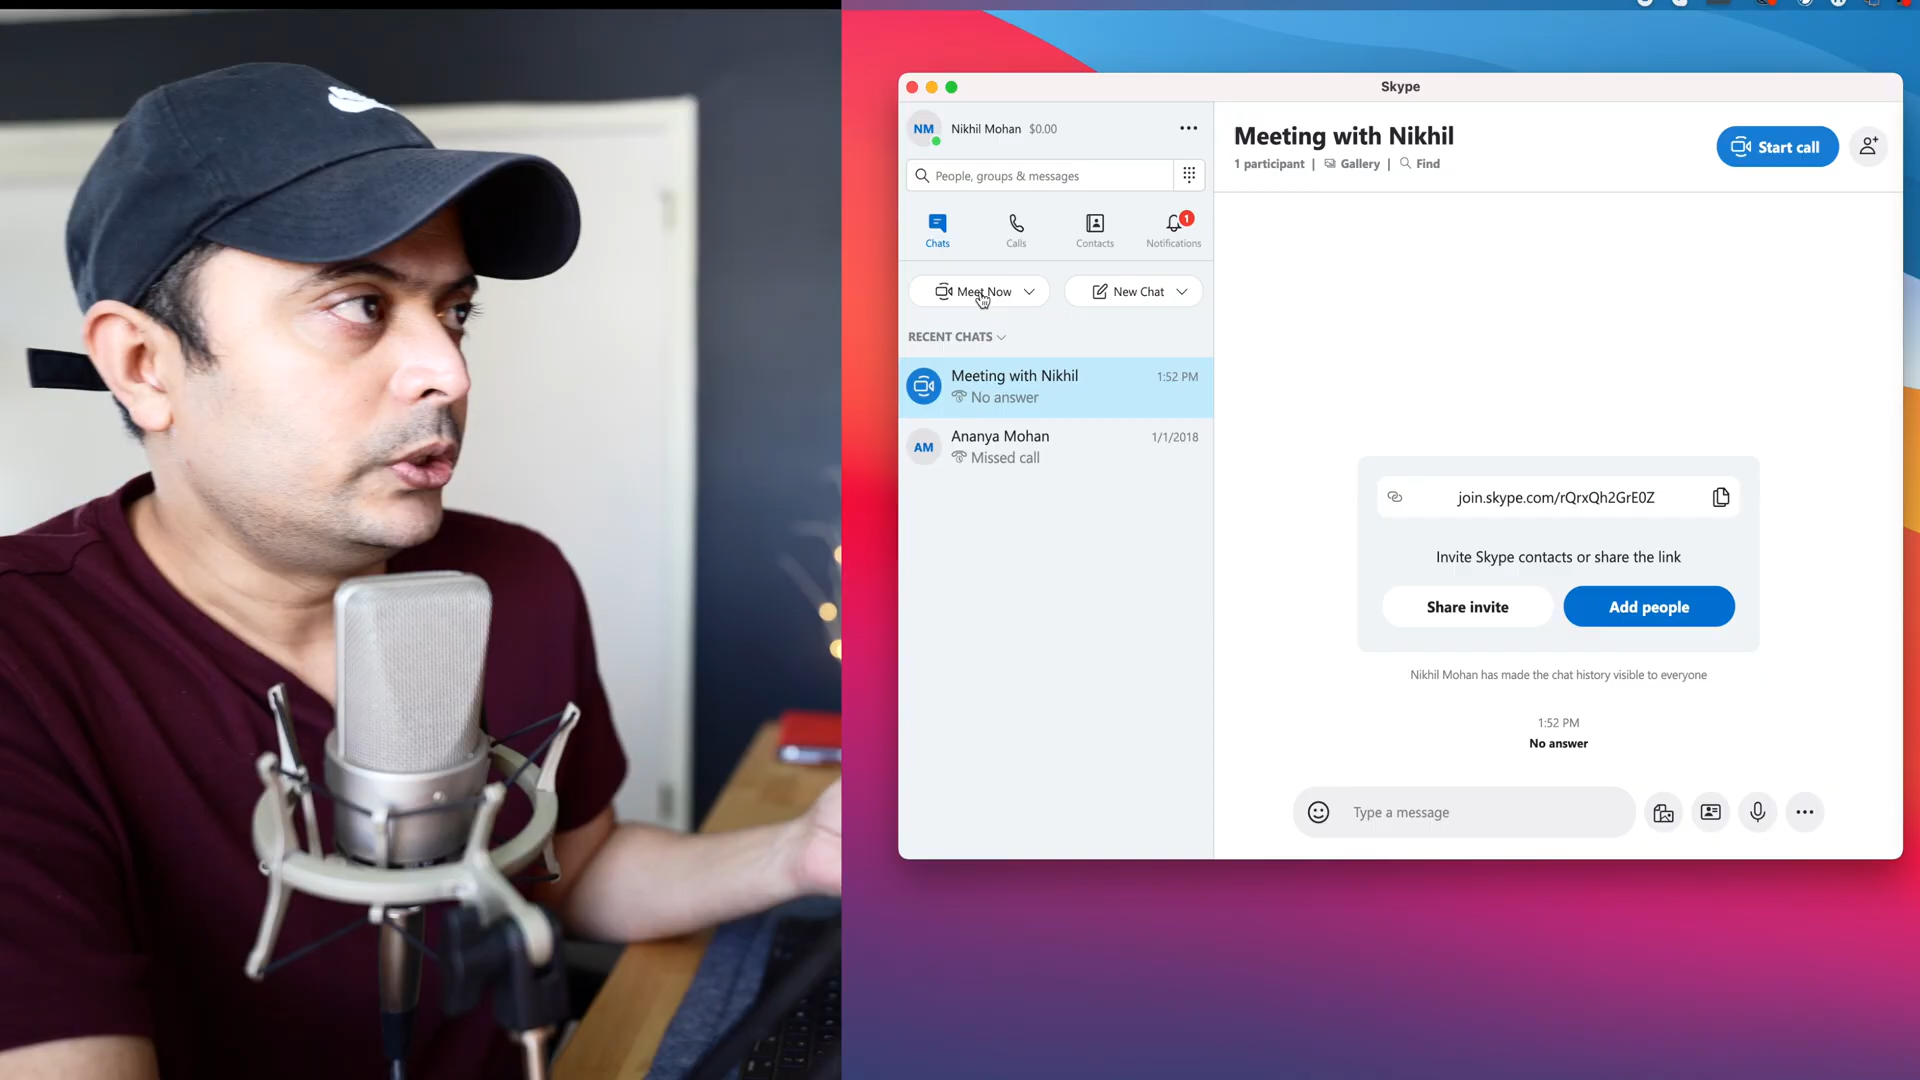 Skype
NM
Nikhil Mohan $0.00
People, groups & messages
Chats
Calls
Contacts
1
Notifications
Meet Now
New Chat
RECENT CHATS
Meeting with Nikhil 1:52 PM
No answer
AM
Ananya Mohan 1/1/2018
Missed call
Meeting with Nikhil
1 participant | Gallery | Find
Start call
join.skype.com/rQrxQh2GrE0Z
Invite Skype contacts or share the link
Share invite
Add people
Nikhil Mohan has made the chat history visible to everyone
1:52 PM
No answer
Type a message